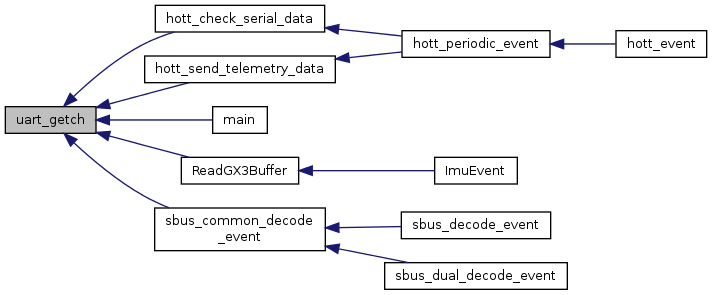 hott_check_serial_data
hott_periodic_event
hott_event
hott_send_telemetry_data
uart_getch
main
ReadGX3Buffer
ImuEvent
sbus_common_decode
_event
sbus_decode_event
sbus_dual_decode_event